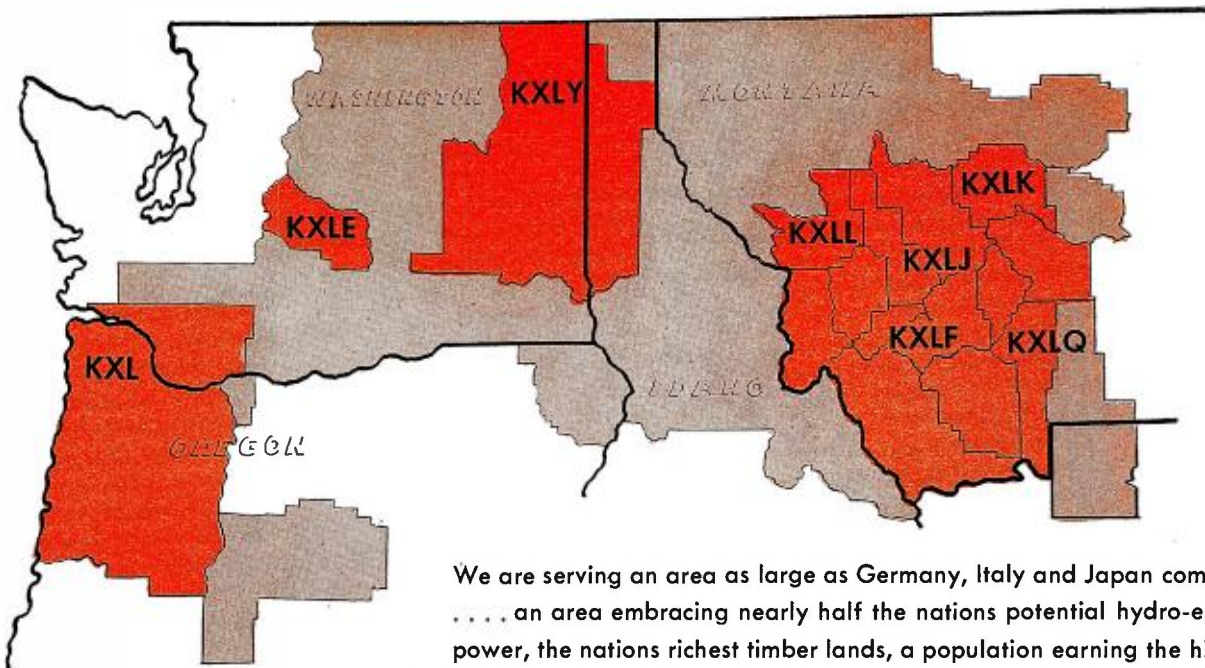 WASHINGTON
KXLY
MONTANA
KXLK
KXLE
KXLL
KXLJ
KXLF
KXLQ
KXL
IDAHO
OREGON
We are serving an area as large as Germany, Italy and Japan com
.... an area embracing nearly half the nations potential hydro-e
power, the nations richest timber lands, a population earning the hi